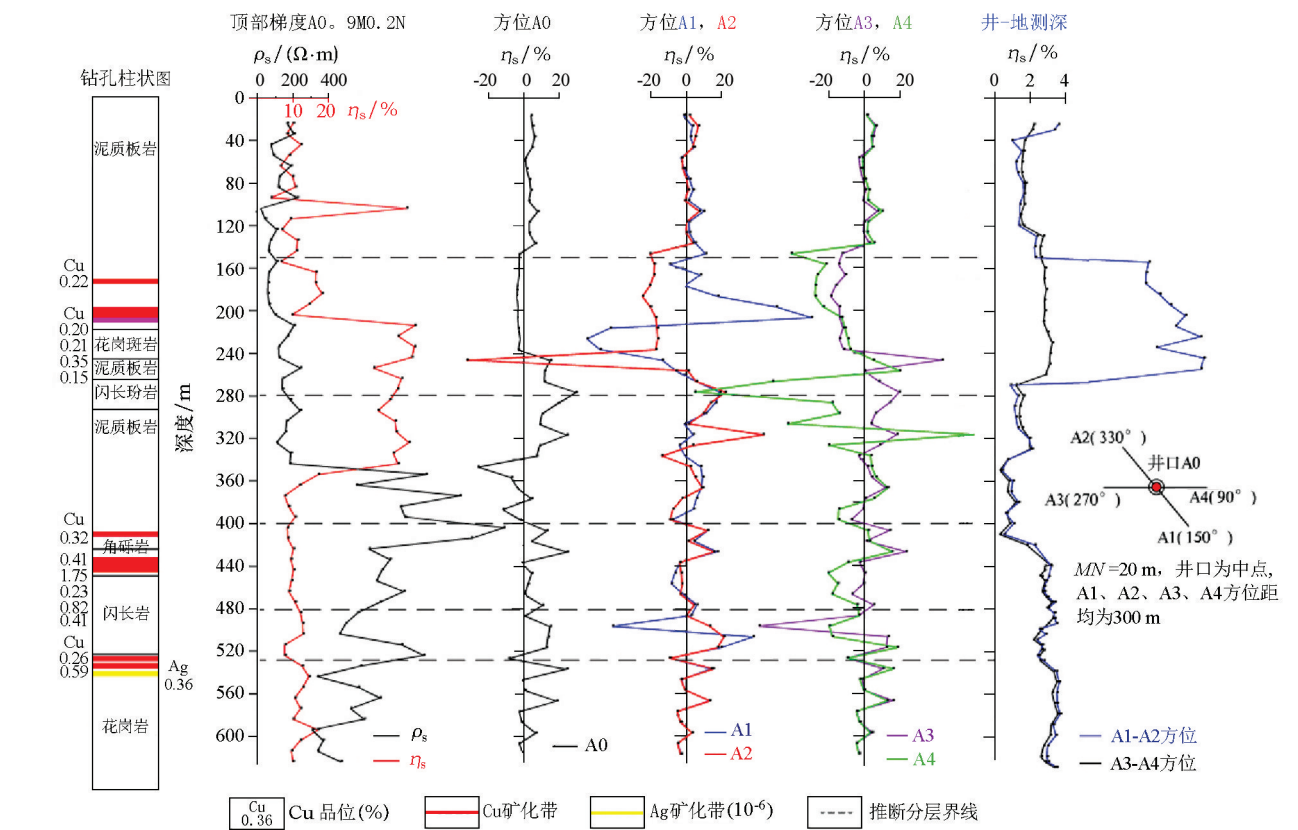 顶部梯度A0。9M0.2N
方位A0
方位A1，A2
方位A3，A4
井-地测深
ρs/(Ω·m)
ηs/%
ηs/%
ηs/%
ηs/%
钻孔柱状图
0 200 400
-20 0 20
-20 0 20
-20 0 20
0 2 4
10 20 ηs/%
深度/m
0
40
80
120
160
200
240
280
320
360
400
440
480
520
560
600
泥质板岩
Cu
0.22
Cu
0.20
0.21
花岗斑岩
0.35
泥质板岩
0.15
闪长玢岩
泥质板岩
Cu
0.32
角砾岩
0.41
1.75
0.23
0.82
闪长岩
0.41
Cu
0.26
0.59
Ag
0.36
花岗岩
A2(330°)
井口A0
A3(270°)
A4(90°)
A1(150°)
MN=20 m，井口为中点,
A1、A2、A3、A4方位距
均为300 m
ρs
ηs
A0
A1
A2
A3
A4
A1-A2方位
A3-A4方位
Cu
0.36
Cu 品位(%)
Cu矿化带
Ag矿化带(10-6)
推断分层界线